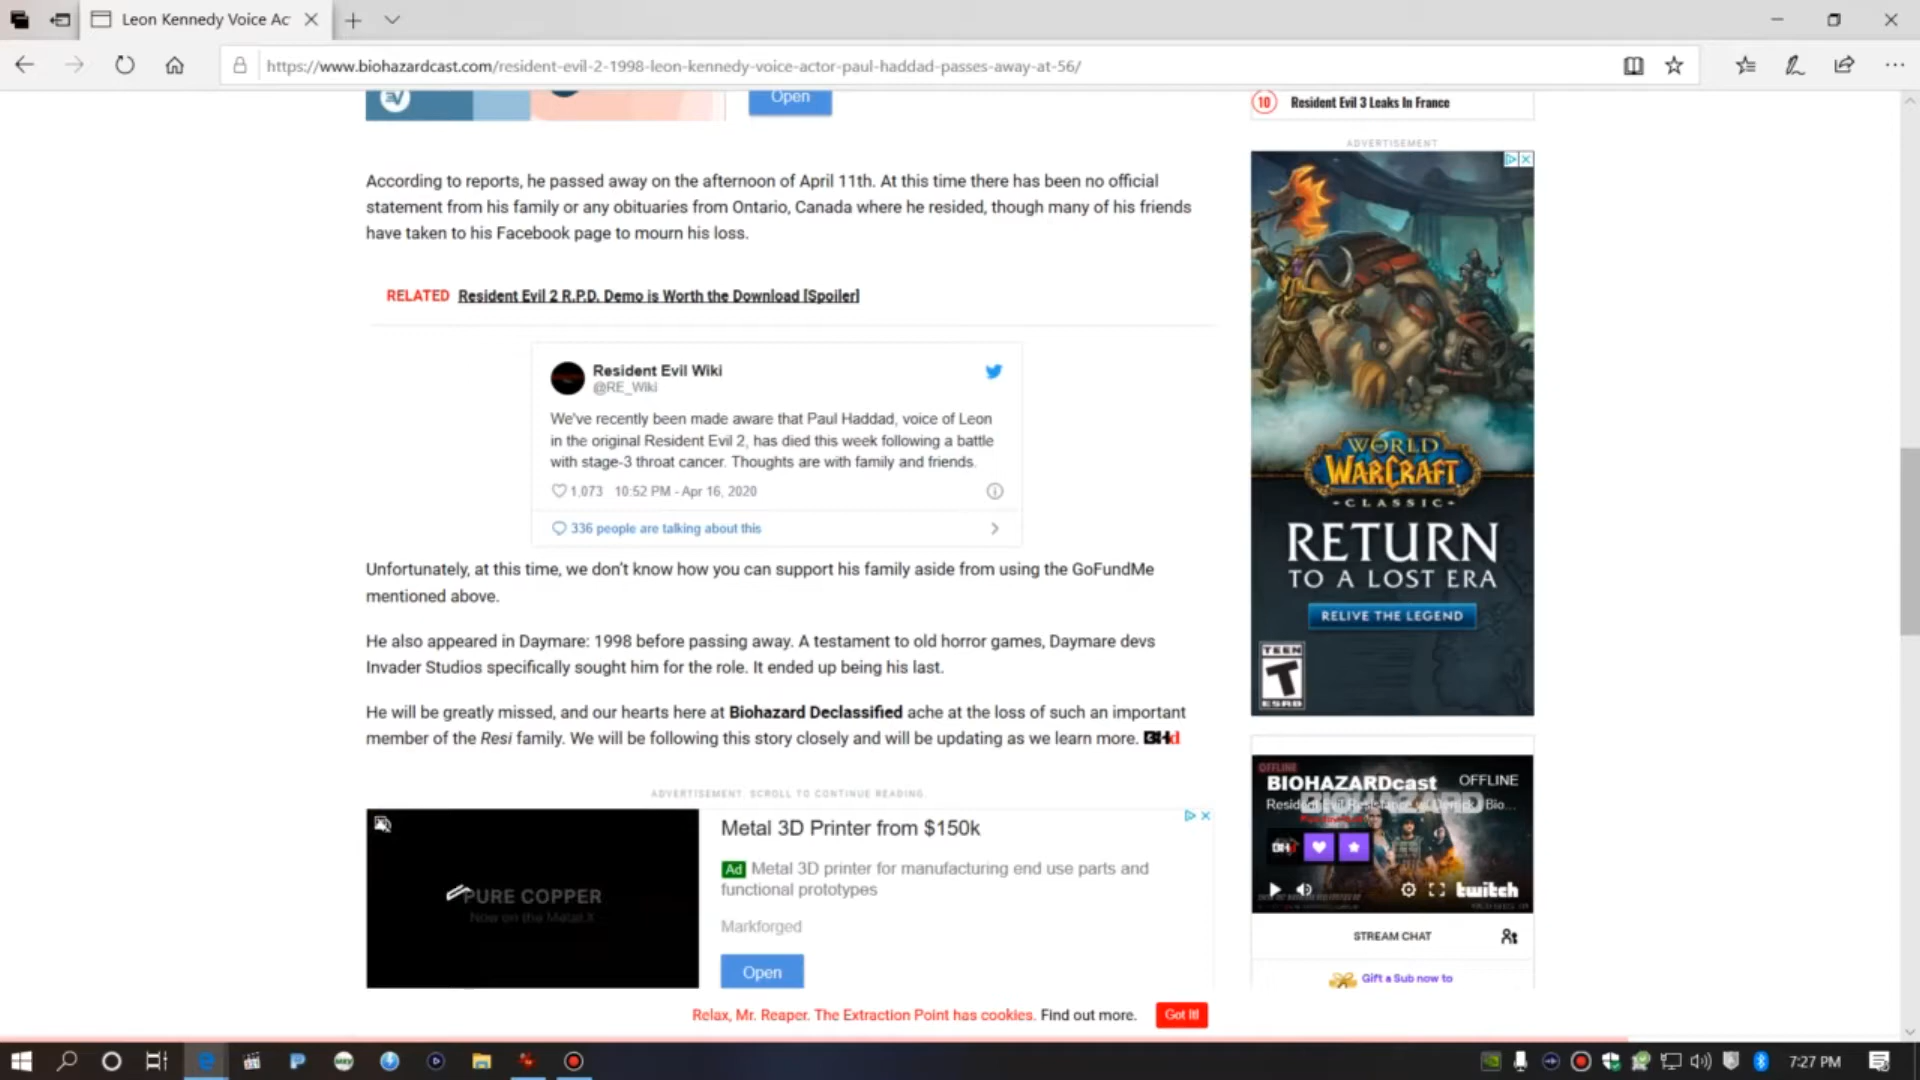 Leon Kennedy Voice Ac
https://www.biohazardcast.com/resident-evil-2-1998-leon-kennedy-voice-actor-paul-haddad-passes-away-at-56/
Open
10 Resident Evil 3 Leaks In France
ADVERTISEMENT
According to reports, he passed away on the afternoon of April 11th. At this time there has been no official
statement from his family or any obituaries from Ontario, Canada where he resided, though many of his friends
have taken to his Facebook page to mourn his loss.
RELATED Resident Evil 2 R.P.D. Demo is Worth the Download [Spoiler]
Resident Evil Wiki
@RE_Wiki
We've recently been made aware that Paul Haddad, voice of Leon
in the original Resident Evil 2, has died this week following a battle
with stage-3 throat cancer. Thoughts are with family and friends.
1,073 10:52 PM - Apr 16, 2020
336 people are talking about this
Unfortunately, at this time, we don't know how you can support his family aside from using the GoFundMe
mentioned above.
He also appeared in Daymare: 1998 before passing away. A testament to old horror games, Daymare devs
Invader Studios specifically sought him for the role. It ended up being his last.
He will be greatly missed, and our hearts here at Biohazard Declassified ache at the loss of such an important
member of the Resi family. We will be following this story closely and will be updating as we learn more. BHd
WORLD
WARCRAFT
CLASSIC
RETURN
TO A LOST ERA
RELIVE THE LEGEND
TEEN
T
ESRB
ADVERTISEMENT. SCROLL TO CONTINUE READING.
PURE COPPER
Now on the Metal X
Metal 3D Printer from $150k
Ad Metal 3D printer for manufacturing end use parts and
functional prototypes
Markforged
Open
OFFLINE
BIOHAZARDcast OFFLINE
Resident Evil Resistance w/ Derrick | Bio...
BIOHAZARD
BHd
twitch
STREAM CHAT
Gift a Sub now to
Relax, Mr. Reaper. The Extraction Point has cookies. Find out more. Got It!
7:27 PM